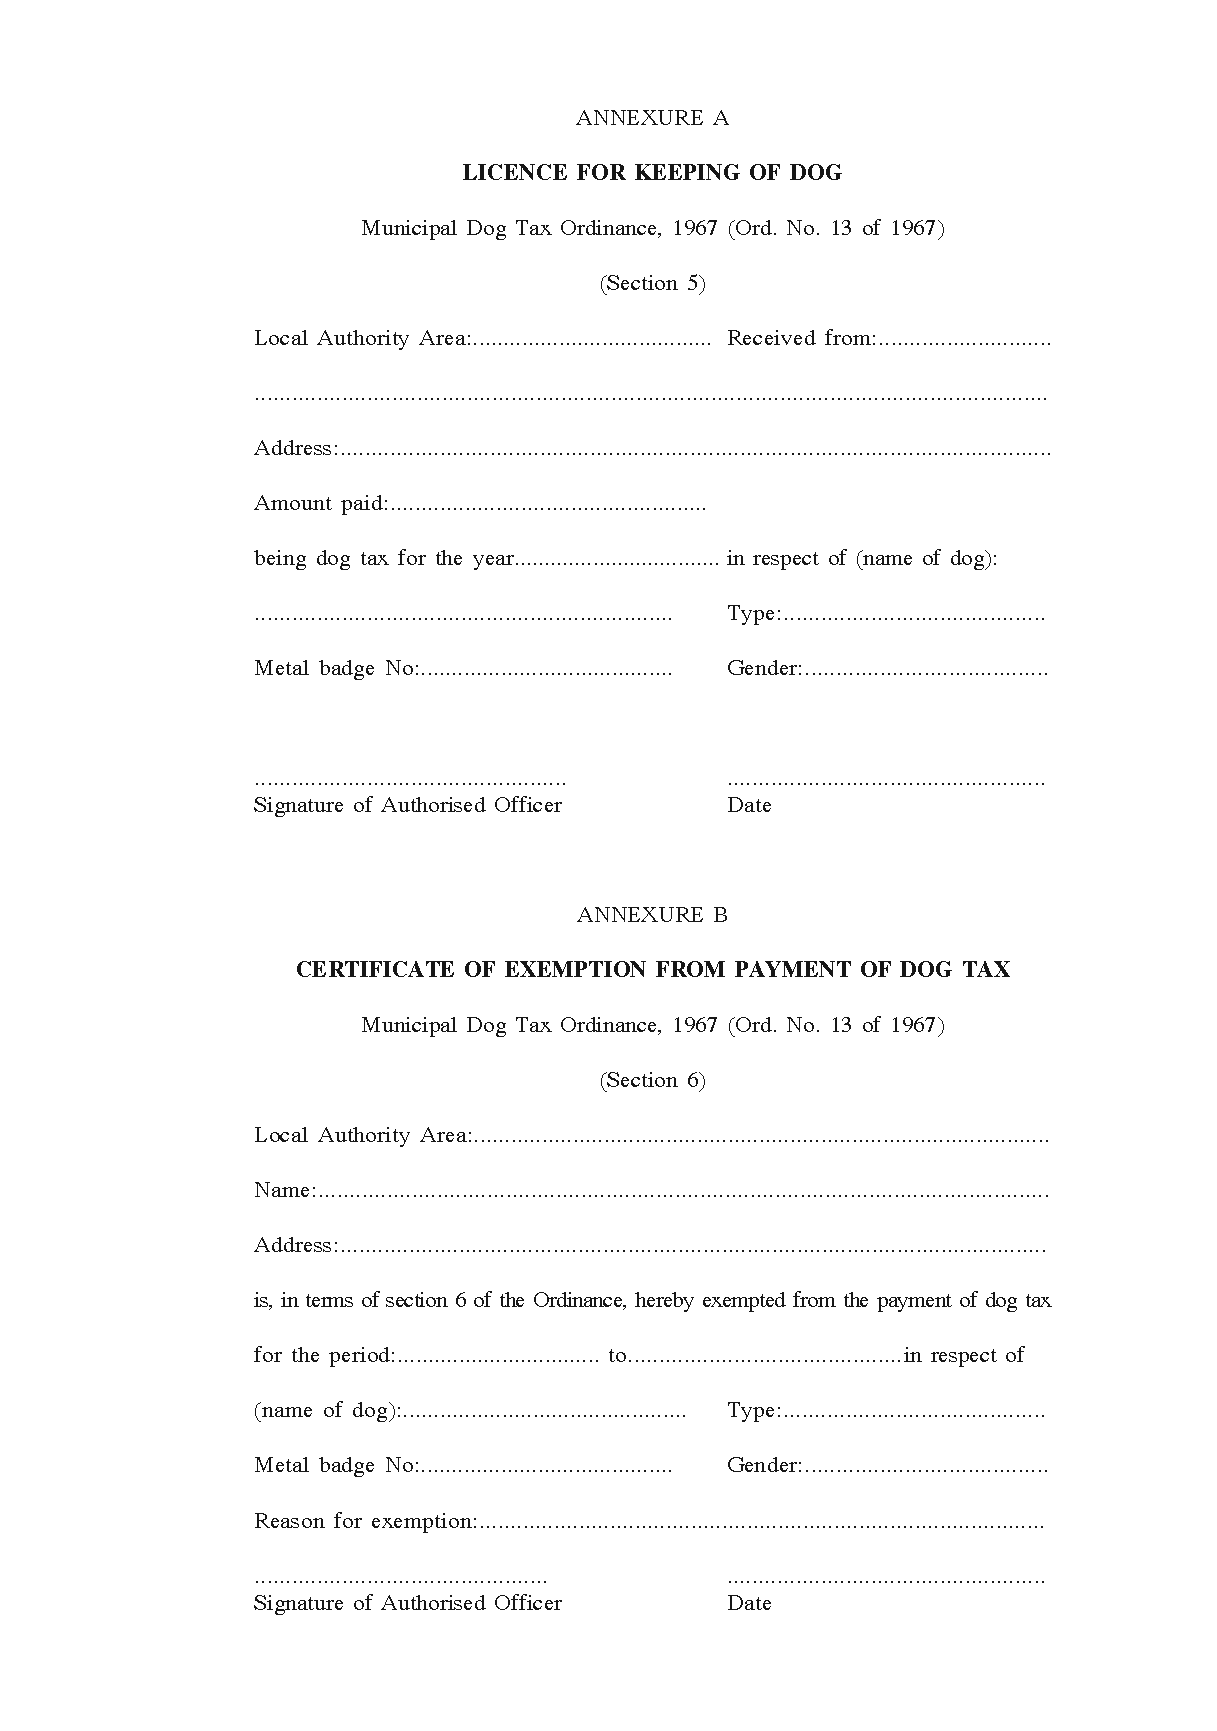 ANNEXURE A
LICENCE FOR KEEPING OF DOG
Municipal Dog Tax Ordinance, 1967 (Ord. No. 13 of 1967)
(Section 5)
Local Authority Area:....................................... Received from:............................
.................................................................................................................................
Address:...................................................................................................................
Amount paid:...................................................
being dog tax for the year.................................. in respect of (name of dog):
................................................................... Type:..........................................
Metal badge No:......................................... Gender:.......................................
.................................................. ...................................................
Signature of Authorised Officer Date
ANNEXURE B
CERTIFICATE OF EXEMPTION FROM PAYMENT OF DOG TAX
Municipal Dog Tax Ordinance, 1967 (Ord. No. 13 of 1967)
(Section 6)
Local Authority Area:.............................................................................................
Name:......................................................................................................................
Address:..................................................................................................................
is, in terms of section 6 of the Ordinance, hereby exempted from the payment of dog tax
for the period:................................. to............................................in respect of
(name of dog):.............................................. Type:..........................................
Metal badge No:......................................... Gender:.......................................
Reason for exemption:...........................................................................................
............................................... ...................................................
Signature of Authorised Officer Date